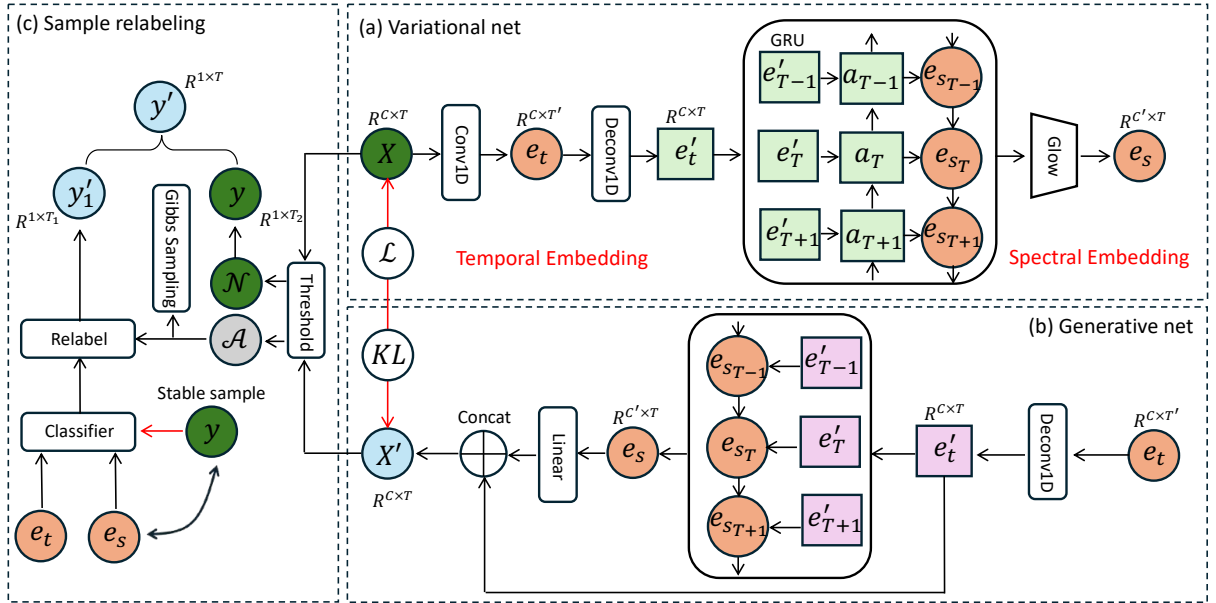 (c) Sample relabeling
R^{1×T}
y′
y′₁
R^{1×T₁}
Gibbs Sampling
y
R^{1×T₂}
𝒩
Threshold
Relabel
𝒜
Stable sample
Classifier
y
e_t
e_s
(a) Variational net
R^{C×T}
X
Conv1D
R^{C×T′}
e_t
Deconv1D
R^{C×T}
e′_t
GRU
e′_{T−1}
a_{T−1}
e_{s_{T−1}}
e′_T
a_T
e_{s_T}
e′_{T+1}
a_{T+1}
e_{s_{T+1}}
Glow
R^{C′×T}
e_s
ℒ
Temporal Embedding
Spectral Embedding
KL
(b) Generative net
X′
R^{C×T}
Concat
Linear
R^{C′×T}
e_s
e_{s_{T−1}}
e′_{T−1}
e_{s_T}
e′_T
e_{s_{T+1}}
e′_{T+1}
R^{C×T}
e′_t
Deconv1D
R^{C×T′}
e_t